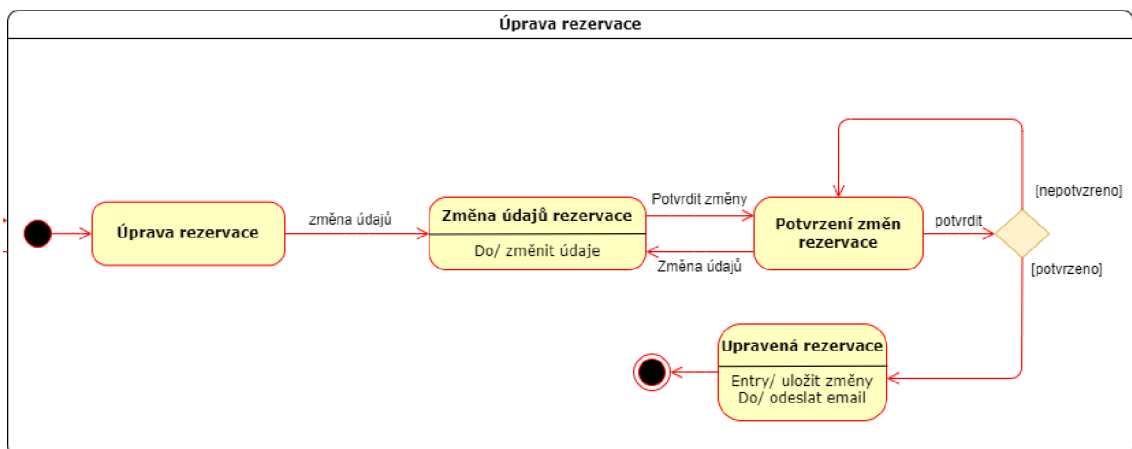 Úprava rezervace
Úprava rezervace
změna údajů
Změna údajů rezervace
Do/ změnit údaje
Potvrdit změny
Změna údajů
Potvrzení změn
rezervace
potvrdit
[nepotvzreno]
[potvrzeno]
Upravená rezervace
Entry/ uložit změny
Do/ odeslat email